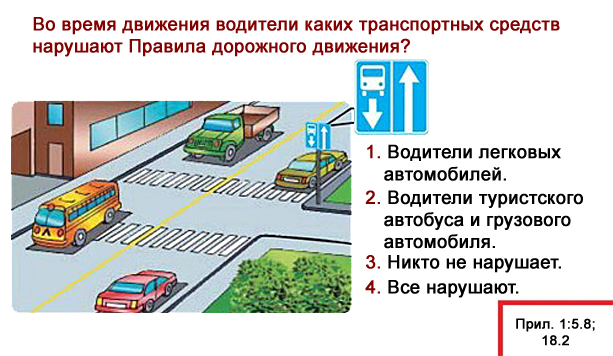 Во время движения водители каких транспортных средств
нарушают Правила дорожного движения?
1. Водители легковых
автомобилей.
2. Водители туристского
автобуса и грузового
автомобиля.
3. Никто не нарушает.
4. Все нарушают.
Прил. 1:5.8;
18.2